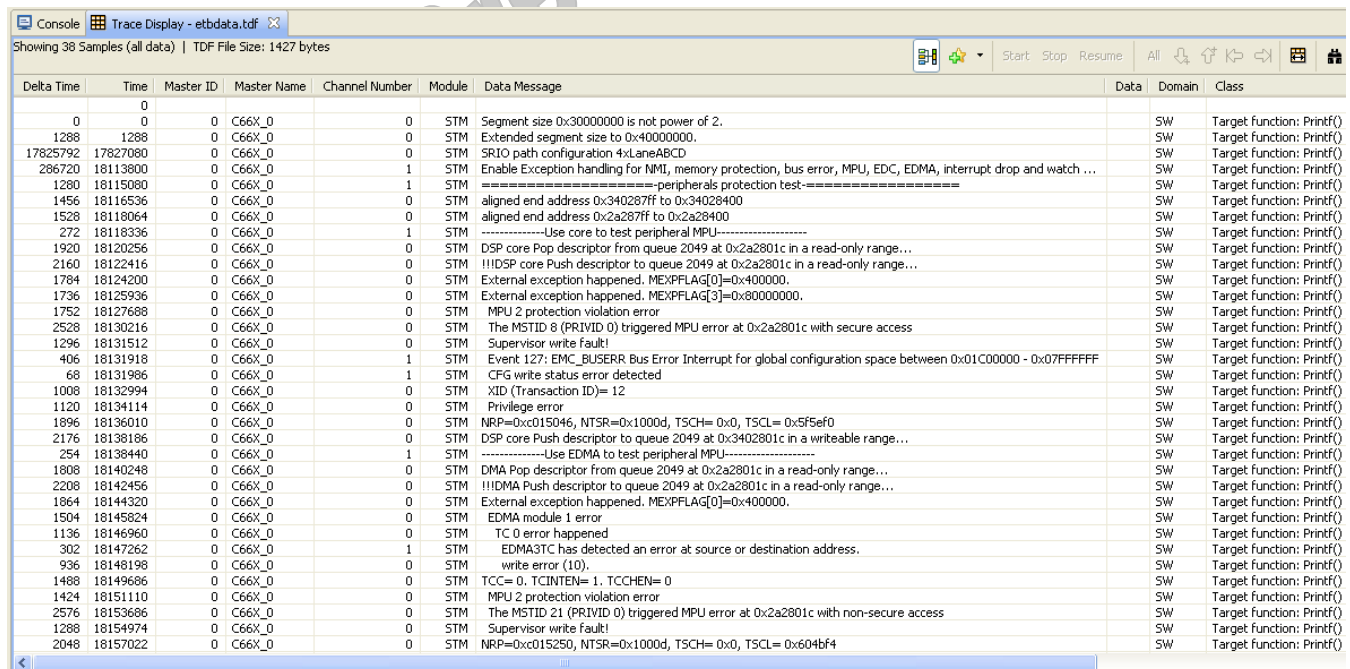 Console Trace Display - etbdata.tdf
Showing 38 Samples (all data) | TDF File Size: 1427 bytes
Start Stop Resume All
Delta Time Time Master ID Master Name Channel Number Module Data Message Data Domain Class
0
0 0 0 C66X_0 0 STM Segment size 0x30000000 is not power of 2. SW Target function: Printf()
1288 1288 0 C66X_0 0 STM Extended segment size to 0x40000000. SW Target function: Printf()
17825792 17827080 0 C66X_0 0 STM SRIO path configuration 4xLaneABCD SW Target function: Printf()
286720 18113800 0 C66X_0 1 STM Enable Exception handling for NMI, memory protection, bus error, MPU, EDC, EDMA, interrupt drop and watch ... SW Target function: Printf()
1280 18115080 0 C66X_0 1 STM ===================-peripherals protection test-================= SW Target function: Printf()
1456 18116536 0 C66X_0 0 STM aligned end address 0x340287ff to 0x34028400 SW Target function: Printf()
1528 18118064 0 C66X_0 0 STM aligned end address 0x2a287ff to 0x2a28400 SW Target function: Printf()
272 18118336 0 C66X_0 1 STM --------------Use core to test peripheral MPU-------------------- SW Target function: Printf()
1920 18120256 0 C66X_0 0 STM DSP core Pop descriptor from queue 2049 at 0x2a2801c in a read-only range... SW Target function: Printf()
2160 18122416 0 C66X_0 0 STM !!!DSP core Push descriptor to queue 2049 at 0x2a2801c in a read-only range... SW Target function: Printf()
1784 18124200 0 C66X_0 0 STM External exception happened. MEXPFLAG[0]=0x400000. SW Target function: Printf()
1736 18125936 0 C66X_0 0 STM External exception happened. MEXPFLAG[3]=0x80000000. SW Target function: Printf()
1752 18127688 0 C66X_0 0 STM MPU 2 protection violation error SW Target function: Printf()
2528 18130216 0 C66X_0 0 STM The MSTID 8 (PRIVID 0) triggered MPU error at 0x2a2801c with secure access SW Target function: Printf()
1296 18131512 0 C66X_0 0 STM Supervisor write fault! SW Target function: Printf()
406 18131918 0 C66X_0 1 STM Event 127: EMC_BUSERR Bus Error Interrupt for global configuration space between 0x01C00000 - 0x07FFFFFF SW Target function: Printf()
68 18131986 0 C66X_0 1 STM CFG write status error detected SW Target function: Printf()
1008 18132994 0 C66X_0 0 STM XID (Transaction ID)= 12 SW Target function: Printf()
1120 18134114 0 C66X_0 0 STM Privilege error SW Target function: Printf()
1896 18136010 0 C66X_0 0 STM NRP=0xc015046, NTSR=0x1000d, TSCH= 0x0, TSCL= 0x5f5ef0 SW Target function: Printf()
2176 18138186 0 C66X_0 0 STM DSP core Push descriptor to queue 2049 at 0x3402801c in a writeable range... SW Target function: Printf()
254 18138440 0 C66X_0 1 STM --------------Use EDMA to test peripheral MPU-------------------- SW Target function: Printf()
1808 18140248 0 C66X_0 0 STM DMA Pop descriptor from queue 2049 at 0x2a2801c in a read-only range... SW Target function: Printf()
2208 18142456 0 C66X_0 0 STM !!!DMA Push descriptor to queue 2049 at 0x2a2801c in a read-only range... SW Target function: Printf()
1864 18144320 0 C66X_0 0 STM External exception happened. MEXPFLAG[0]=0x400000. SW Target function: Printf()
1504 18145824 0 C66X_0 0 STM EDMA module 1 error SW Target function: Printf()
1136 18146960 0 C66X_0 0 STM TC 0 error happened SW Target function: Printf()
302 18147262 0 C66X_0 1 STM EDMA3TC has detected an error at source or destination address. SW Target function: Printf()
936 18148198 0 C66X_0 0 STM write error (10). SW Target function: Printf()
1488 18149686 0 C66X_0 0 STM TCC= 0. TCINTEN= 1. TCCHEN= 0 SW Target function: Printf()
1424 18151110 0 C66X_0 0 STM MPU 2 protection violation error SW Target function: Printf()
2576 18153686 0 C66X_0 0 STM The MSTID 21 (PRIVID 0) triggered MPU error at 0x2a2801c with non-secure access SW Target function: Printf()
1288 18154974 0 C66X_0 0 STM Supervisor write fault! SW Target function: Printf()
2048 18157022 0 C66X_0 0 STM NRP=0xc015250, NTSR=0x1000d, TSCH= 0x0, TSCL= 0x604bf4 SW Target function: Printf()